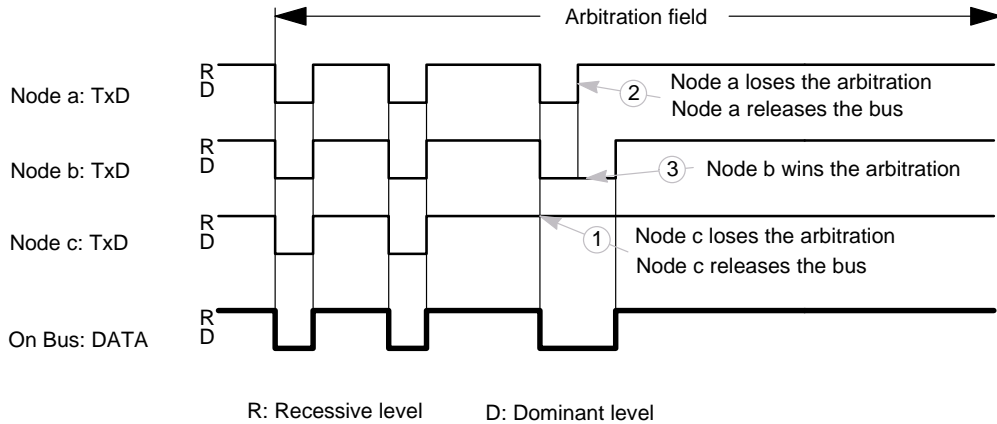 Arbitration field
R
D
Node a: TxD
2
Node a loses the arbitration
Node a releases the bus
R
D
Node b: TxD
3
Node b wins the arbitration
R
D
Node c: TxD
1
Node c loses the arbitration
Node c releases the bus
R
D
On Bus: DATA
R: Recessive level D: Dominant level